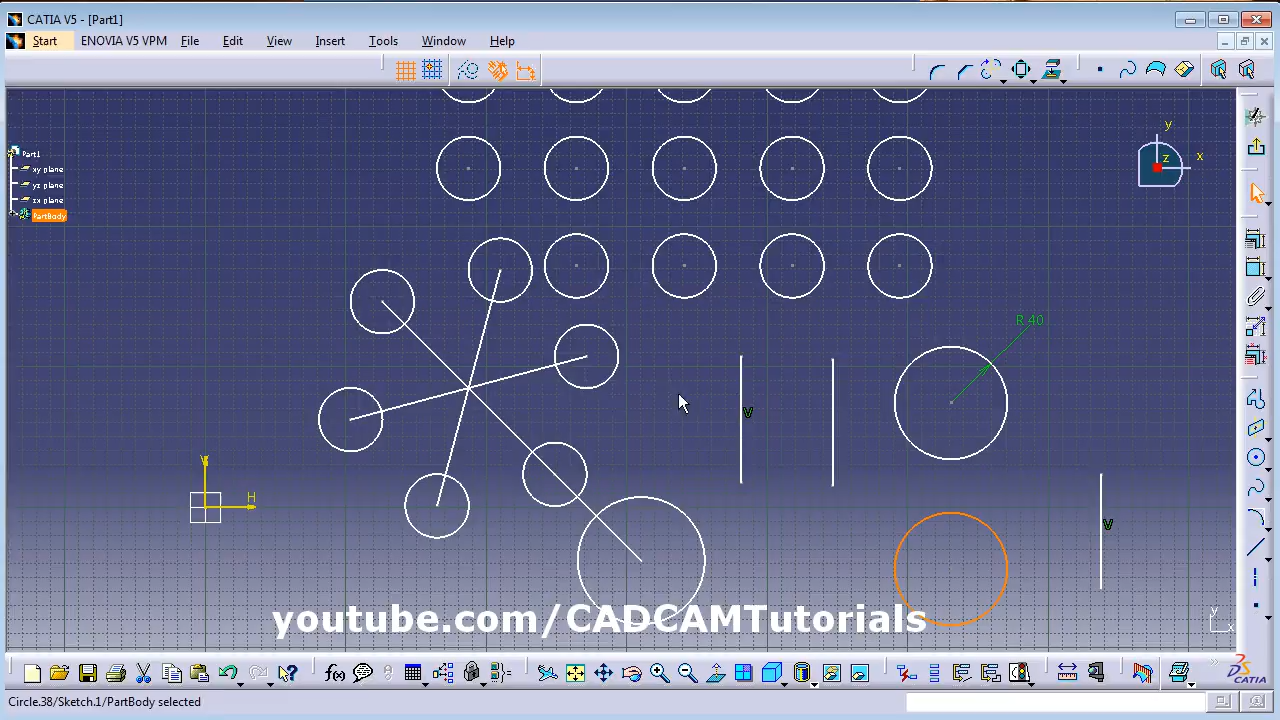 CATIA V5 - [Part1]
Start ENOVIA V5 VPM File Edit View Insert Tools Window Help
y
x
z
Part1
xy plane
yz plane
zx plane
PartBody
R 40
V
V
V
H
youtube.com/CADCAMTutorials
y
x
f(x)
CATIA
Circle.38/Sketch.1/PartBody selected